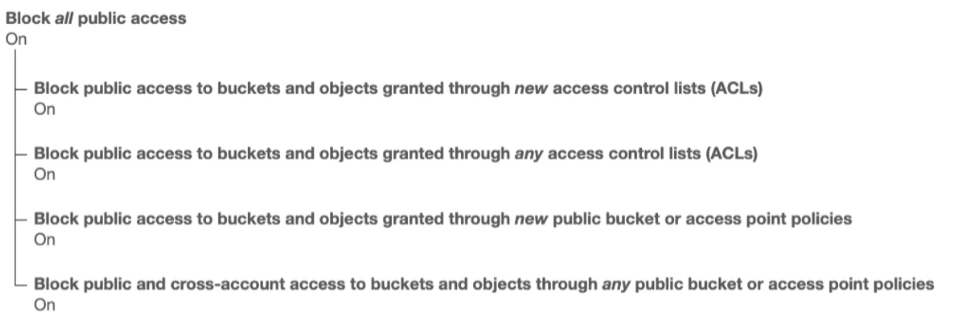 Block all public access
On
Block public access to buckets and objects granted through new access control lists (ACLs)
On
Block public access to buckets and objects granted through any access control lists (ACLs)
On
Block public access to buckets and objects granted through new public bucket or access point policies
On
Block public and cross-account access to buckets and objects through any public bucket or access point policies
On